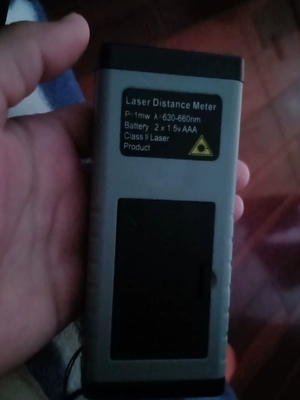 Laser Distance Meter
P<1mw λ:630-660nm
Battery: 2 x 1.5v AAA
Class II Laser
Product